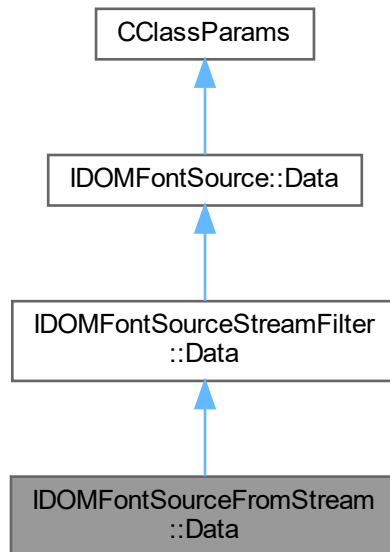 CClassParams
IDOMFontSource::Data
IDOMFontSourceStreamFilter
::Data
IDOMFontSourceFromStream
::Data